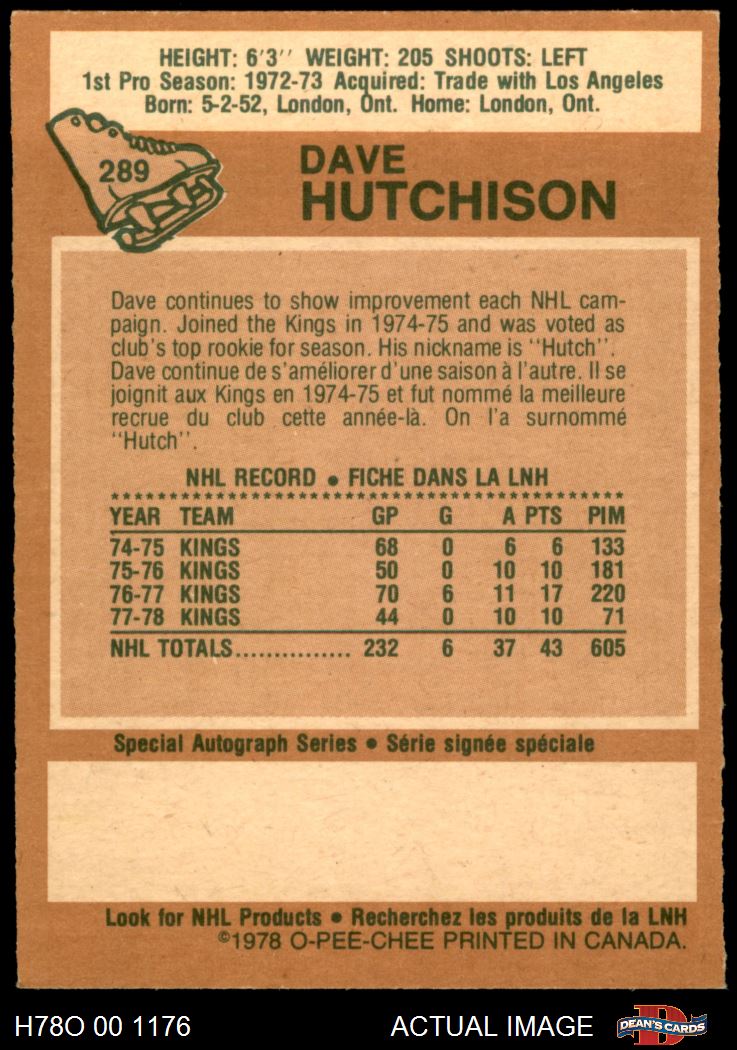 HEIGHT: 6'3'' WEIGHT: 205 SHOOTS: LEFT
1st Pro Season: 1972-73 Acquired: Trade with Los Angeles
Born: 5-2-52, London, Ont. Home: London, Ont.
289
DAVE
HUTCHISON
Dave continues to show improvement each NHL cam-
paign. Joined the Kings in 1974-75 and was voted as
club's top rookie for season. His nickname is ''Hutch''.
Dave continue de s'améliorer d'une saison à l'autre. Il se
joignit aux Kings en 1974-75 et fut nommé la meilleure
recrue du club cette année-là. On l'a surnommé
''Hutch''.
NHL RECORD • FICHE DANS LA LNH
YEAR TEAM GP G A PTS PIM
74-75 KINGS 68 0 6 6 133
75-76 KINGS 50 0 10 10 181
76-77 KINGS 70 6 11 17 220
77-78 KINGS 44 0 10 10 71
NHL TOTALS............... 232 6 37 43 605
Special Autograph Series • Série signée spéciale
Look for NHL Products • Recherchez les produits de la LNH
©1978 O-PEE-CHEE PRINTED IN CANADA.
H78O 00 1176 ACTUAL IMAGE D DEAN'S CARDS